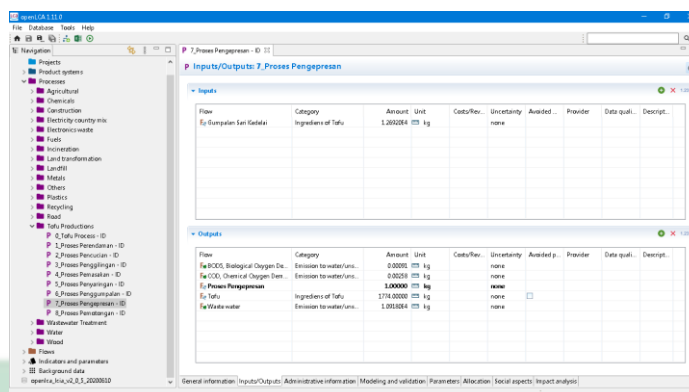 openLCA 1.11.0
File Database Tools Help
Navigation
Projects
Product systems
Processes
Agricultural
Chemicals
Construction
Electricity country mix
Electronics waste
Fuels
Incineration
Land transformation
Landfill
Metals
Others
Plastics
Recycling
Road
Tofu Productions
P 0_Tofu Process - ID
P 1_Proses Perendaman - ID
P 2_Proses Pencucian - ID
P 3_Proses Penggilingan - ID
P 4_Proses Pemasakan - ID
P 5_Proses Penyaringan - ID
P 6_Proses Penggumpalan - ID
P 7_Proses Pengepresan - ID
P 8_Proses Pemotongan - ID
Wastewater Treatment
Water
Wood
Flows
Indicators and parameters
Background data
openlca_lcia_v2_0_5_20200610
P 7_Proses Pengepresan - ID
P Inputs/Outputs: 7_Proses Pengepresan
Inputs
Flow Category Amount Unit Costs/Rev... Uncertainty Avoided ... Provider Data quali... Descript...
Gumpalan Sari Kedelai Ingrediens of Tofu 1.26920E4 kg none
Outputs
Flow Category Amount Unit Costs/Rev... Uncertainty Avoided p... Provider Data quali... Descript...
BOD5, Biological Oxygen De... Emission to water/uns... 0.00091 kg none
COD, Chemical Oxygen Dem... Emission to water/uns... 0.00258 kg none
Proses Pengepresan 1.00000 kg none
Tofu Ingrediens of Tofu 1774.00000 kg none
Waste water Emission to water/uns... 1.09180E4 kg none
General information Inputs/Outputs Administrative information Modeling and validation Parameters Allocation Social aspects Impact analysis